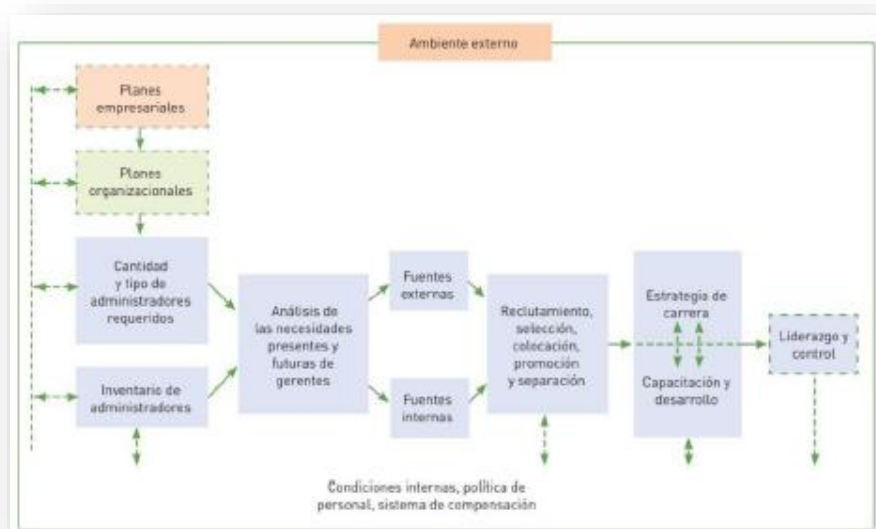 Ambiente externo
Planes
empresariales
Plones
organizacionales
Cantidad
y tipo de
administradores
requeridos
Inventario de
administradores
Análisis de
las necesidades
presentes y
futuras de
gerentes
Fuentes
externas
Fuentes
internas
Reclutamiento,
selección,
colocación,
promoción
y separación
Estrategia de
carrera
Capacitación y
desarrollo
Liderazgo y
control
Condiciones internas, política de
personal, sistema de compensación